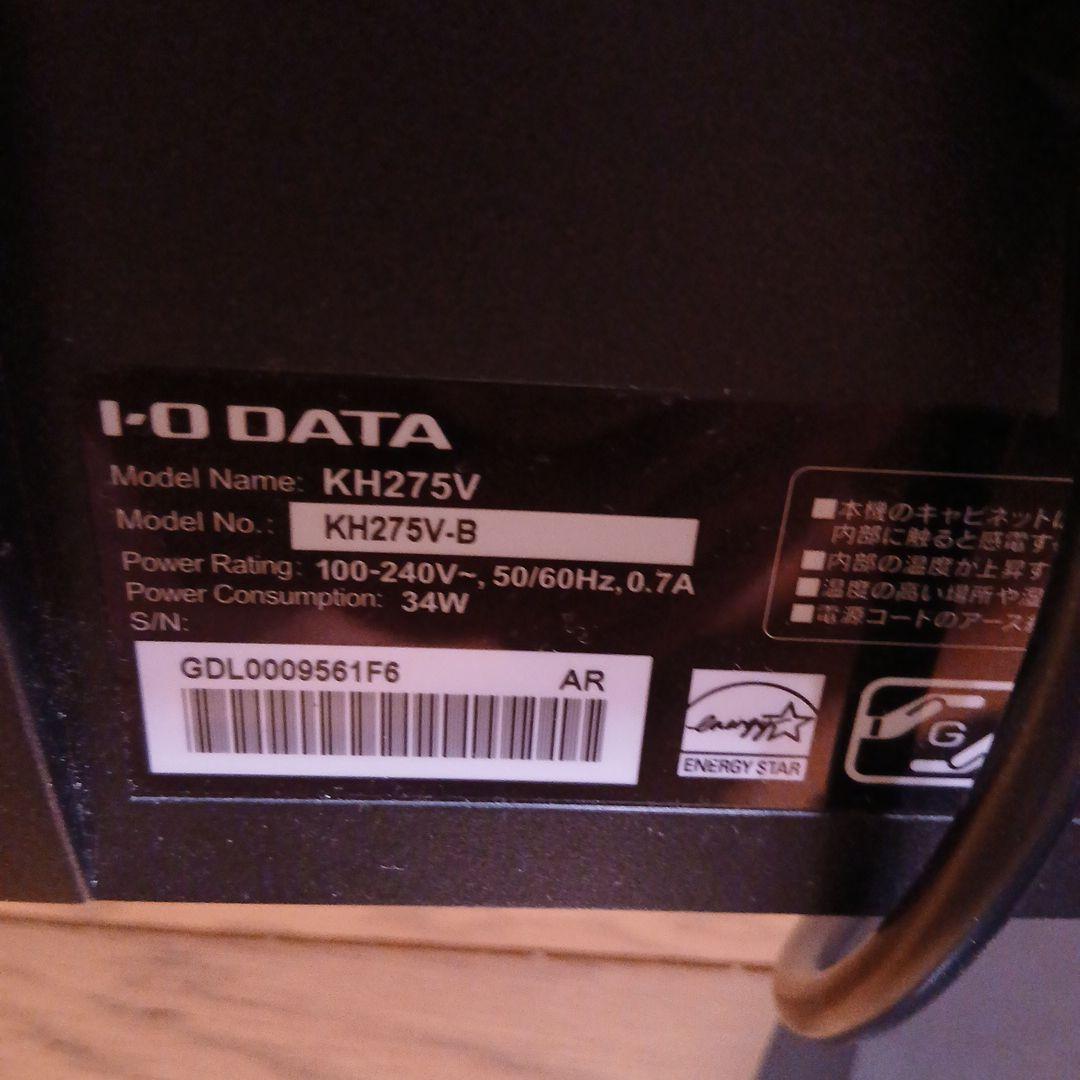 I-O DATA
Model Name: KH275V
Model No.: KH275V-B
Power Rating: 100-240V~, 50/60Hz, 0.7A
Power Consumption: 34W
S/N:
GDL0009561F6 AR
energy
ENERGY STAR
■本機のキャビネット
内部に触ると感電す
■内部の温度が上昇す
■温度の高い場所や湿
■電源コートのアース
G